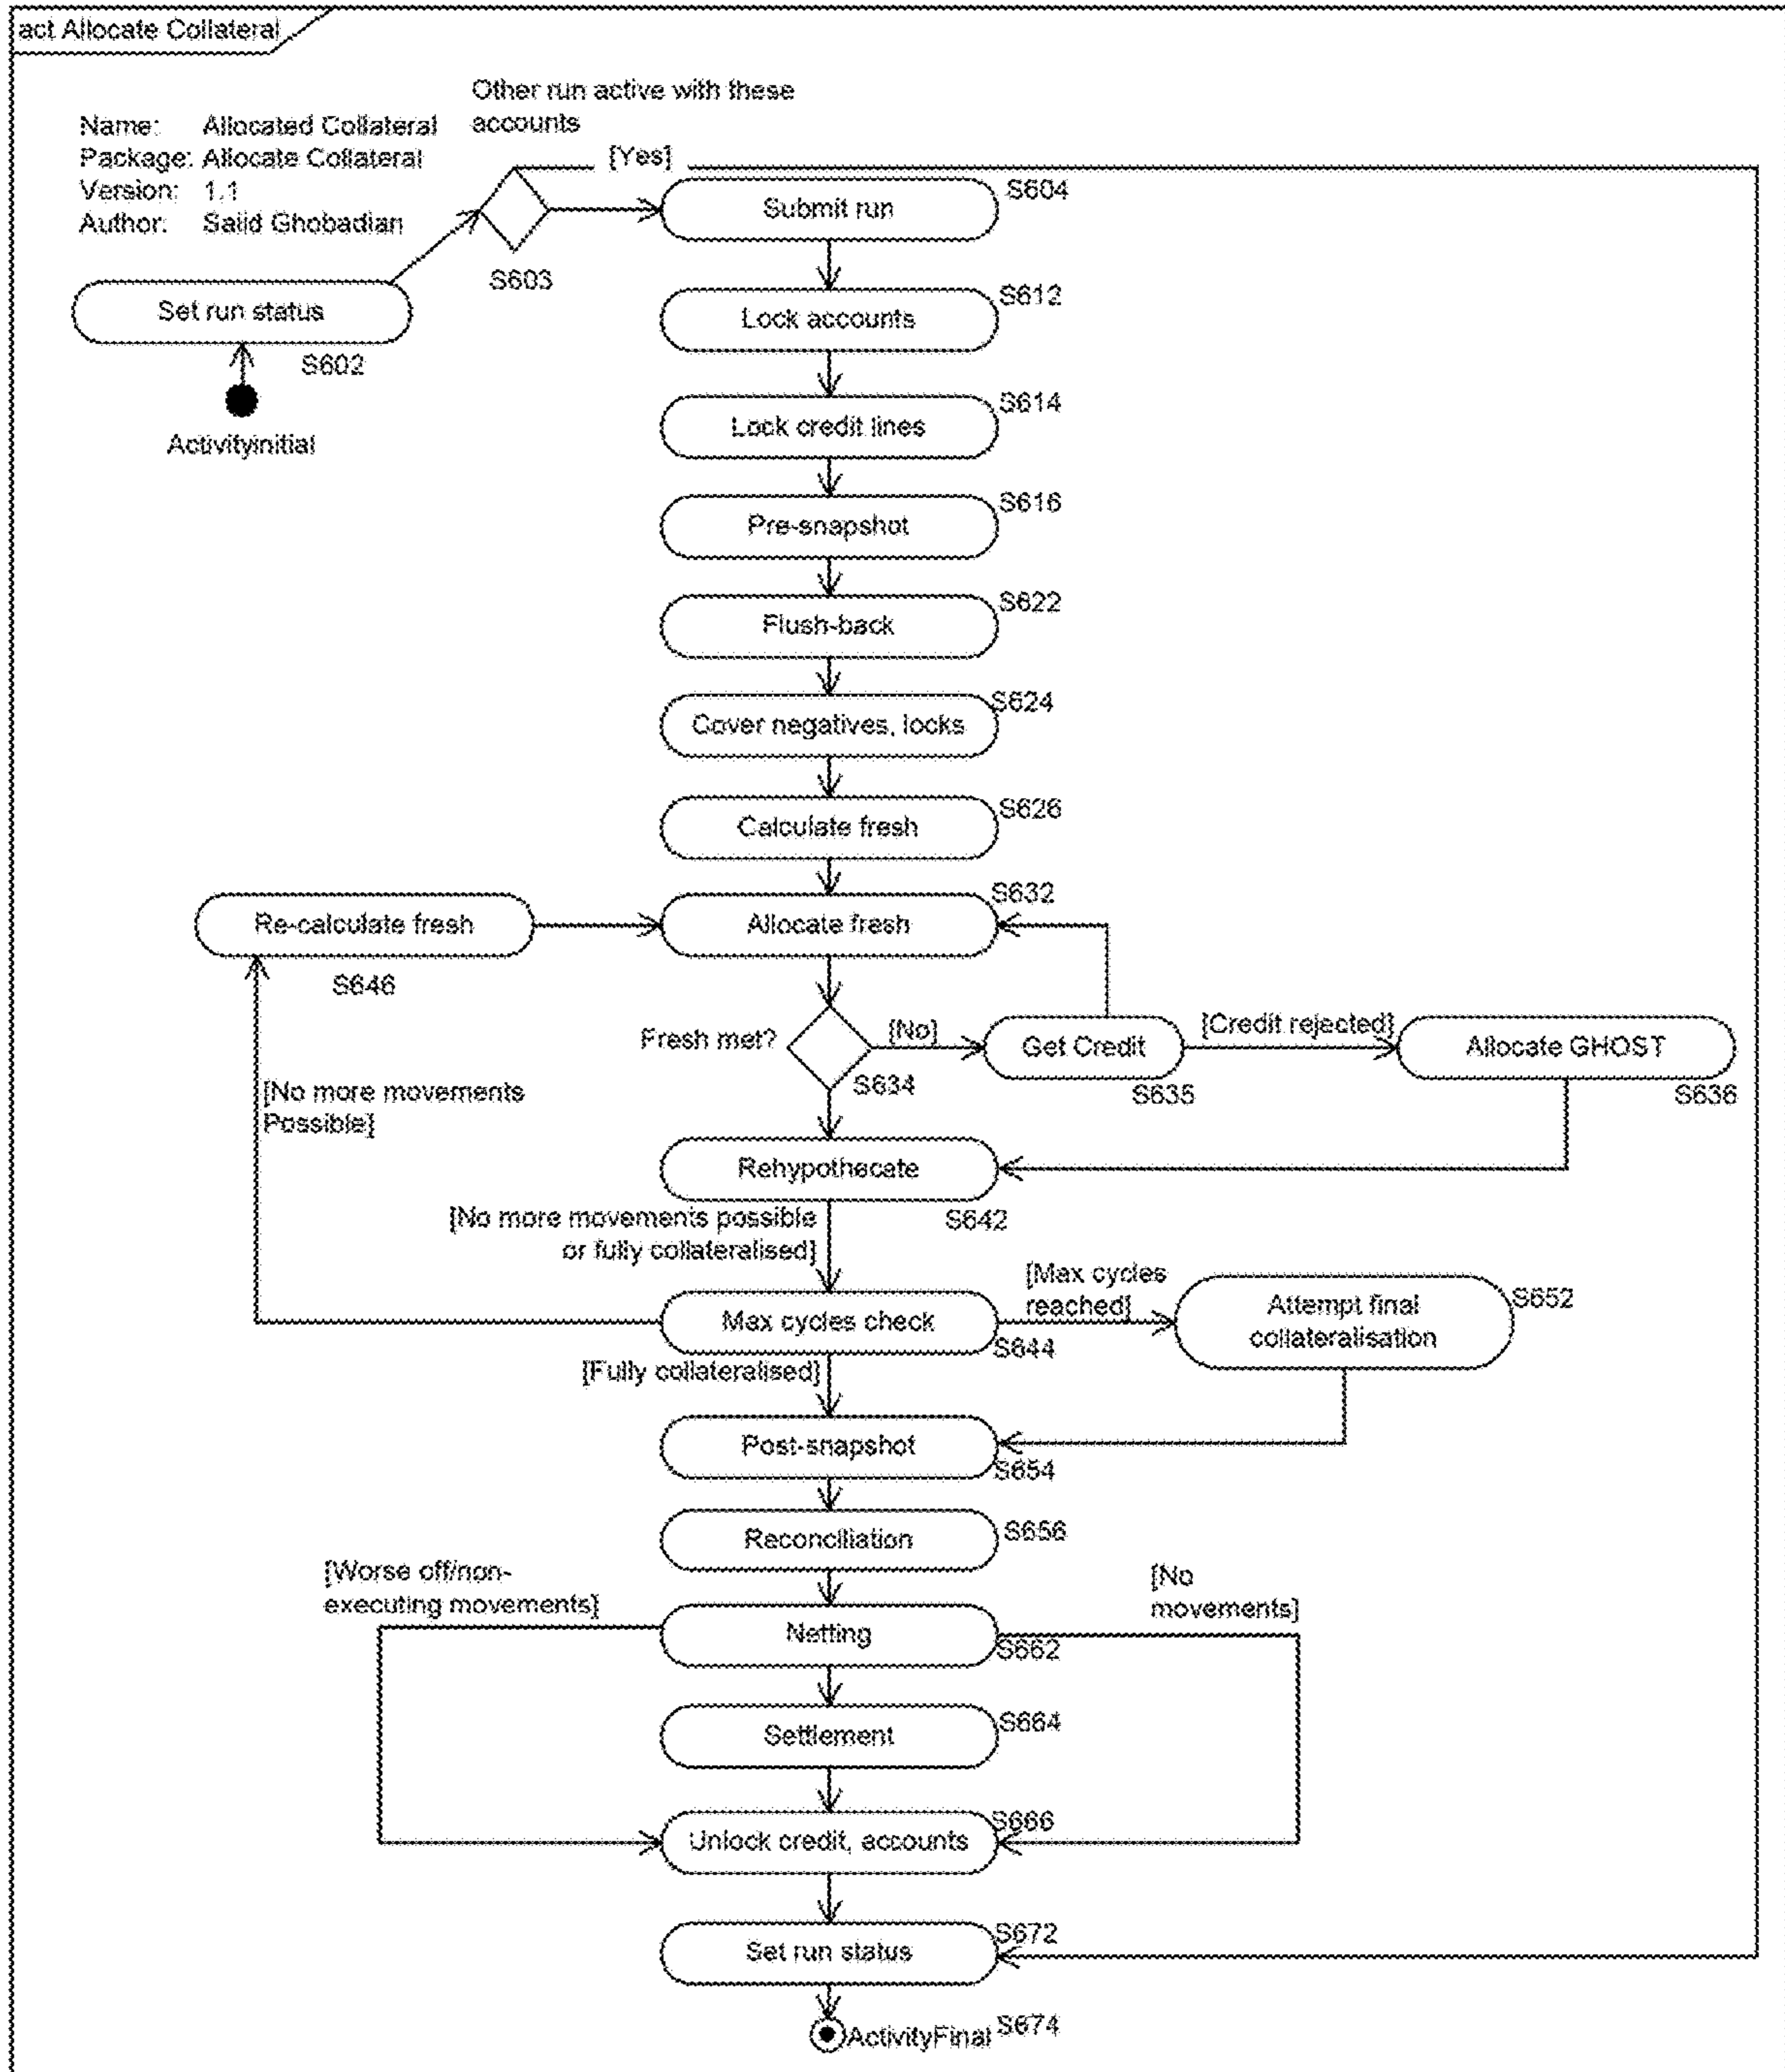 act Allocate Collateral
Other run active with these
accounts
Name: Allocated Collateral
Package: Allocate Collateral
Version: 1.1
Author: Saiid Ghobadian
[Yes]
S604
Submit run
S603
Set run status
S602
Activityinitial
S612
Lock accounts
S614
Lock credit lines
S616
Pre-snapshot
S622
Flush-back
S624
Cover negatives, locks
S626
Calculate fresh
S632
Re-calculate fresh
Allocate fresh
S646
Fresh met?
[No]
Get Credit
[Credit rejected]
Allocate GHOST
S634
S635
S636
[No more movements
Possible]
Rehypothecate
S642
[No more movements possible
or fully collateralised]
[Max cycles
reached]
Max cycles check
S644
Attempt final
collateralisation
S652
[Fully collateralised]
Post-snapshot
S654
Reconciliation
S656
[Worse off/non-
executing movements]
[No
movements]
Netting
S662
Settlement
S664
S666
Unlock credit, accounts
S672
Set run status
ActivityFinal
S674